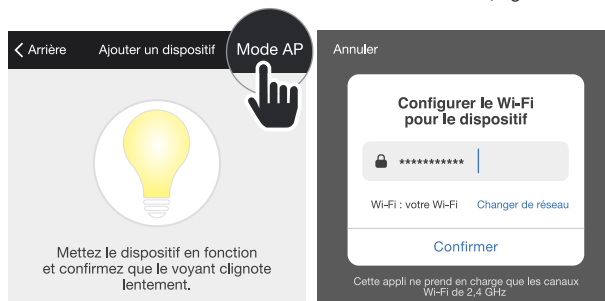 Arrière
Ajouter un dispositif
Mode AP
Mettez le dispositif en fonction
et confirmez que le voyant clignote
lentement.
Annuler
Configurer le Wi-Fi
pour le dispositif
***********
Wi-Fi : votre Wi-Fi
Changer de réseau
Confirmer
Cette appli ne prend en charge que les canaux
Wi-Fi de 2,4 GHz